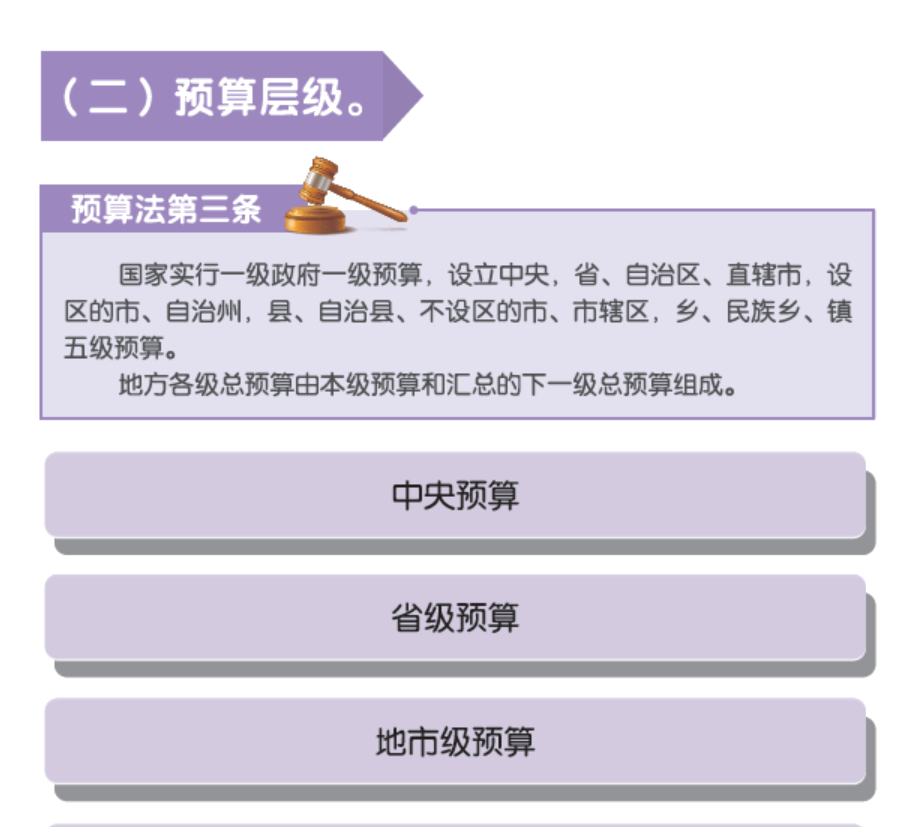 （二）预算层级。
预算法第三条
国家实行一级政府一级预算，设立中央，省、自治区、直辖市，设
区的市、自治州，县、自治县、不设区的市、市辖区，乡、民族乡、镇
五级预算。
地方各级总预算由本级预算和汇总的下一级总预算组成。
中央预算
省级预算
地市级预算